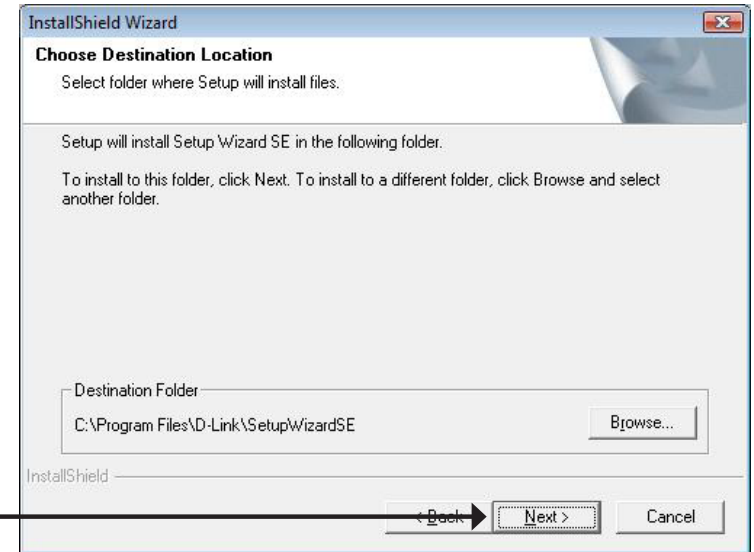 InstallShield Wizard
Choose Destination Location
Select folder where Setup will install files.
Setup will install Setup Wizard SE in the following folder.
To install to this folder, click Next. To install to a different folder, click Browse and select
another folder.
Destination Folder
C:\Program Files\D-Link\SetupWizardSE
Browse...
InstallShield
< Back
Next >
Cancel